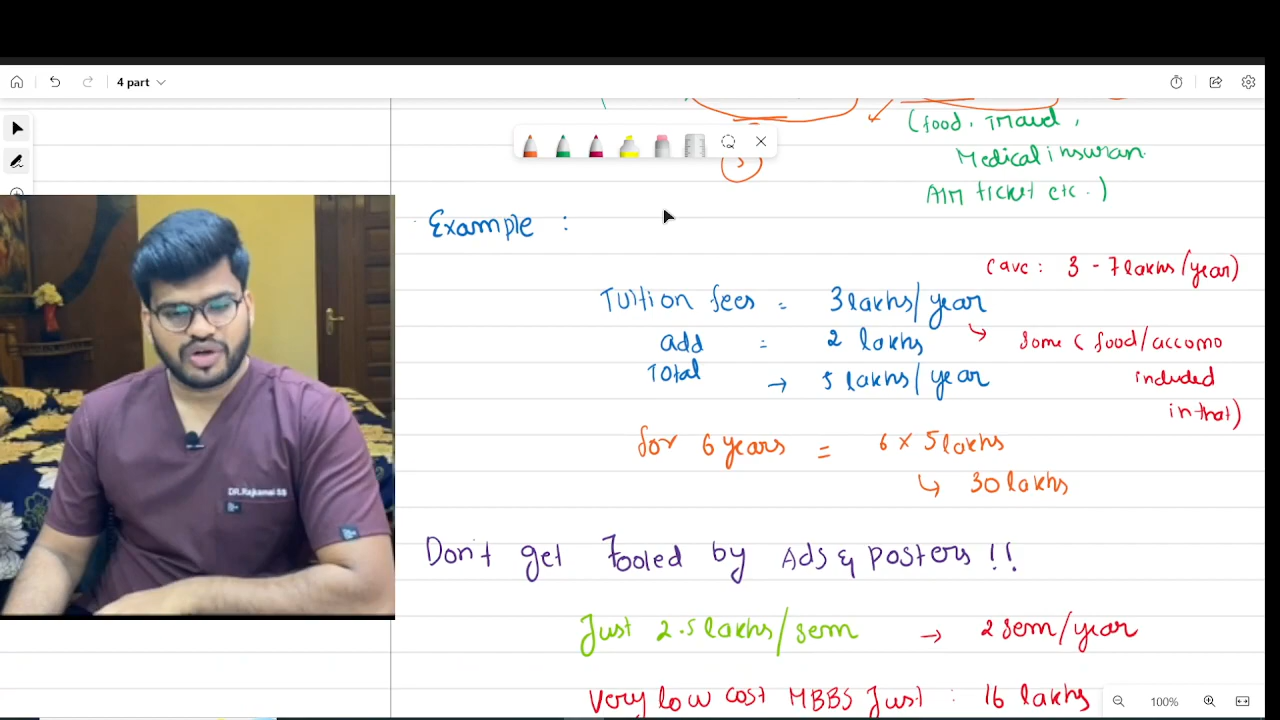 4 part
(food, Travel,
Medical insuran.
Air ticket etc.)
Example :
(ave: 3 - 7 lakhs/year)
Tuition fees = 3 lakhs/year
add = 2 lakhs
some (food/accomo
included
in that)
Total → 5 lakhs/year
for 6 years = 6 x 5 lakhs
↳ 30 lakhs
Don't get Fooled by Ads & posters !!
Just 2.5 lakhs/sem → 2 sem/year
Very low cost MBBS Just : 16 lakhs
DR.Rajkamal SS
100%